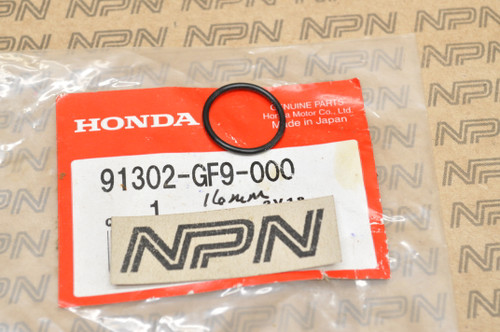 HONDA
GENUINE PARTS
Honda Motor Co., Ltd.
Made in Japan
91302-GF9-000
1
16mm
NPN